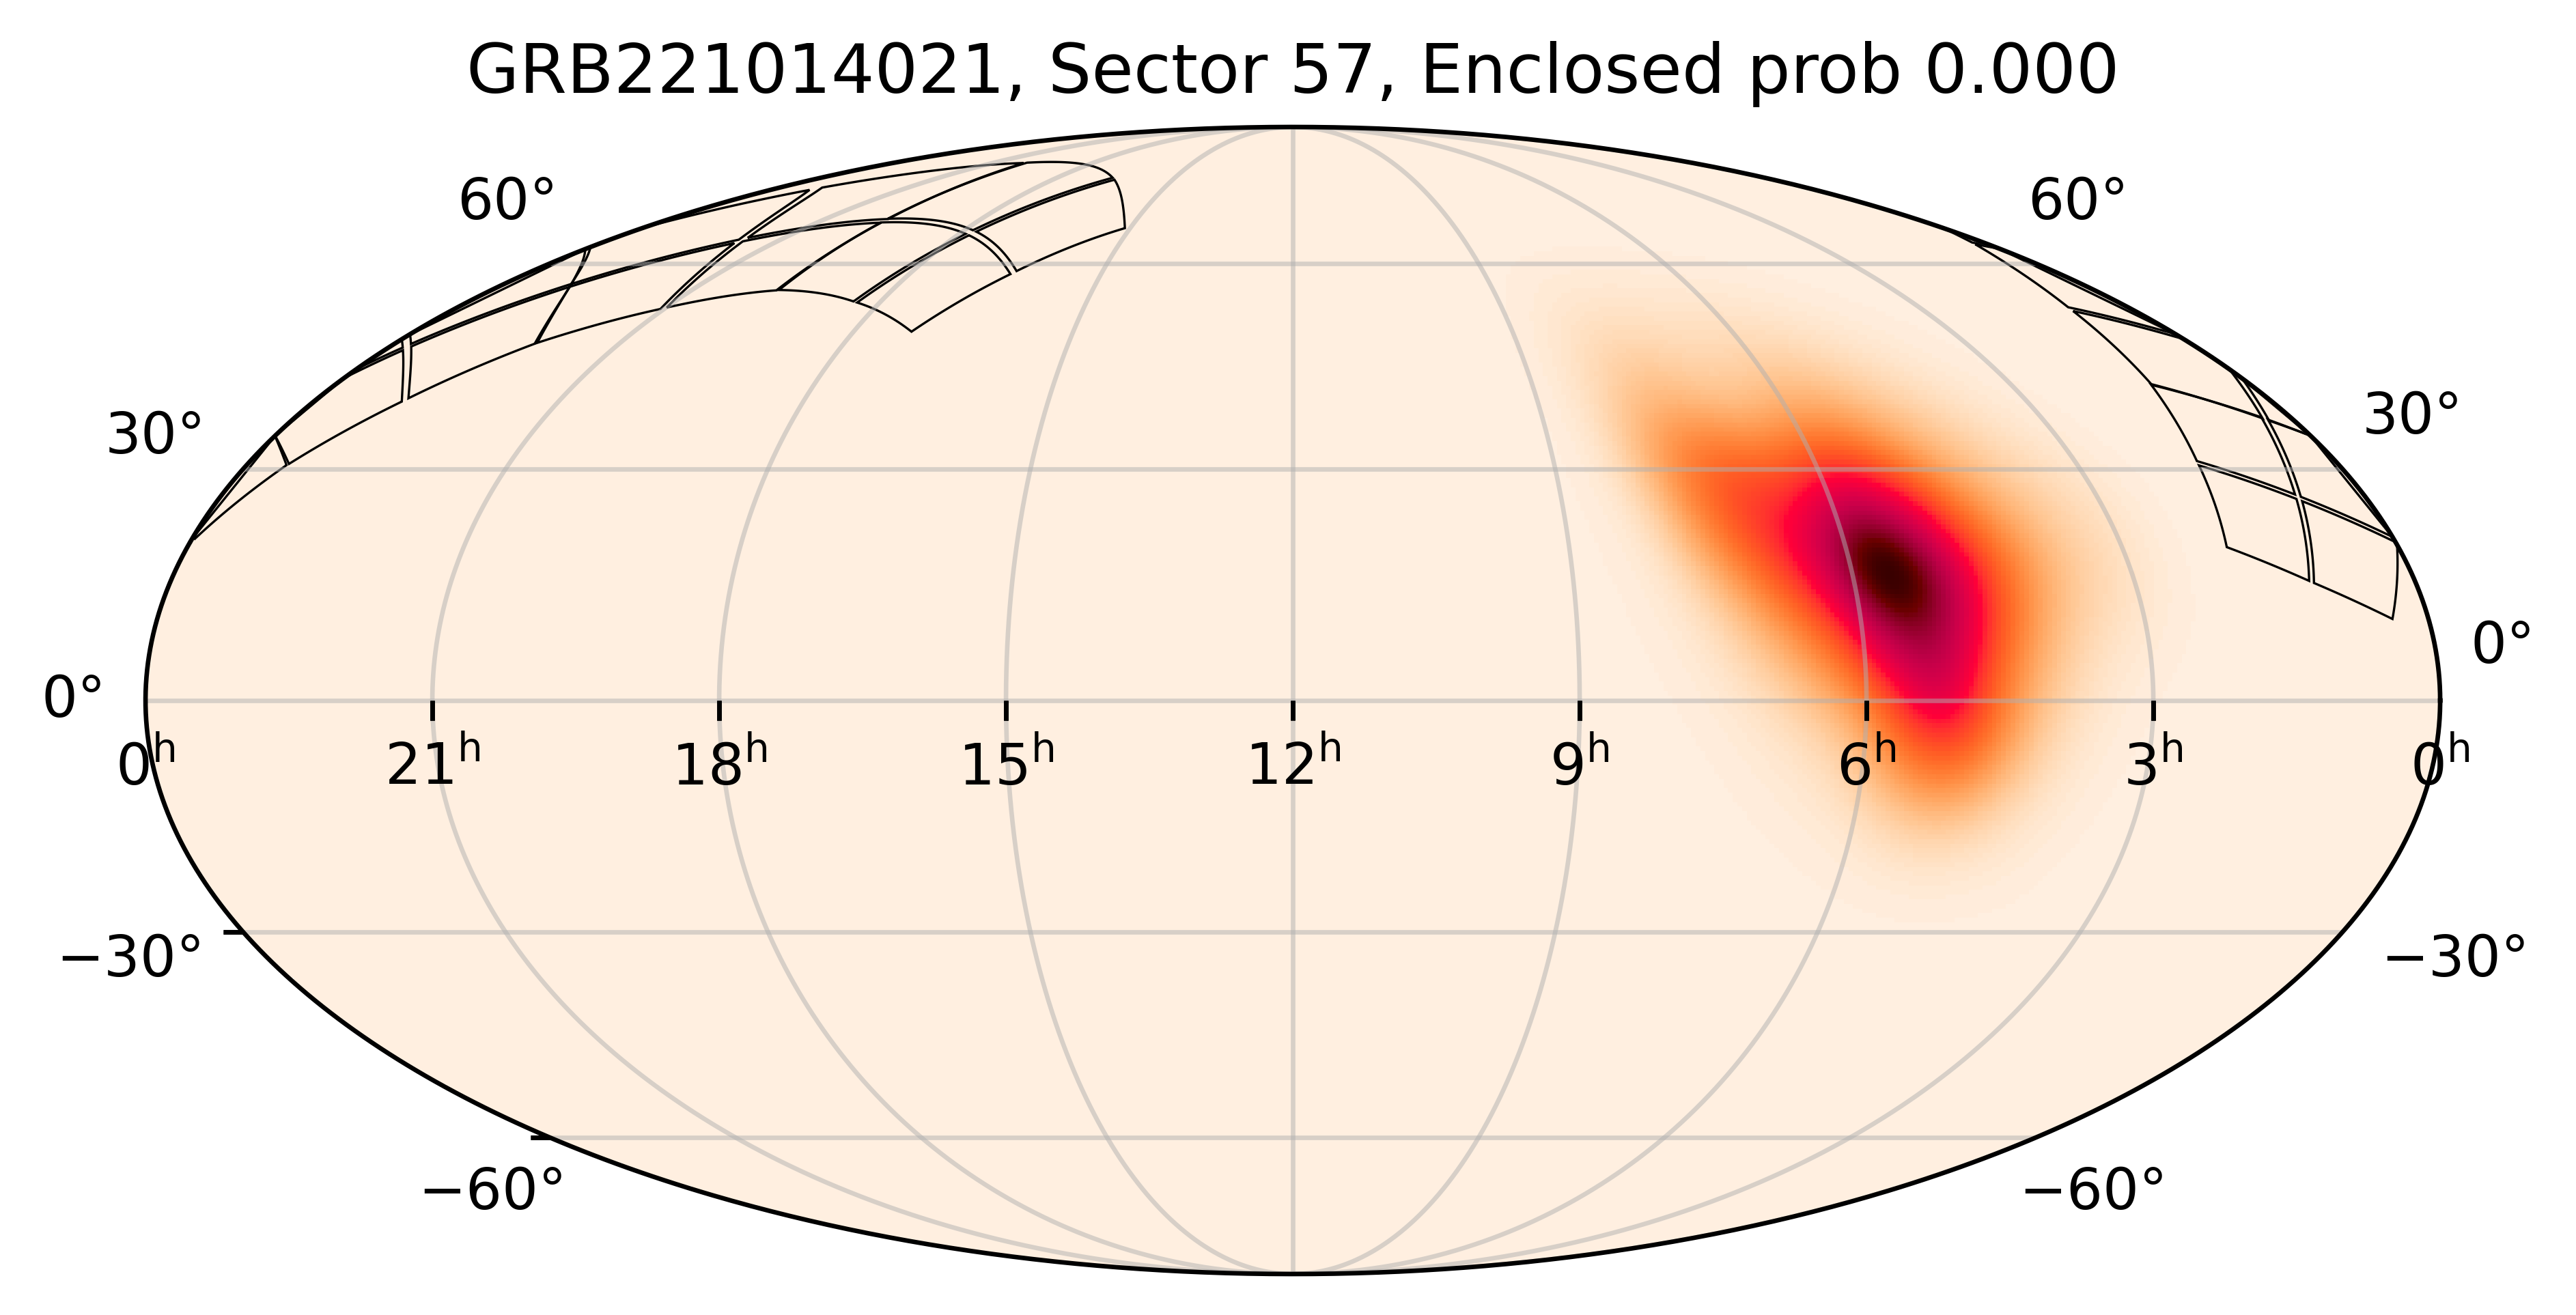 GRB221014021, Sector 57, Enclosed prob 0.000
60° 60°
30° 30°
0° 0°
0h 21h 18h 15h 12h 9h 6h 3h 0h
−30° −30°
−60° −60°